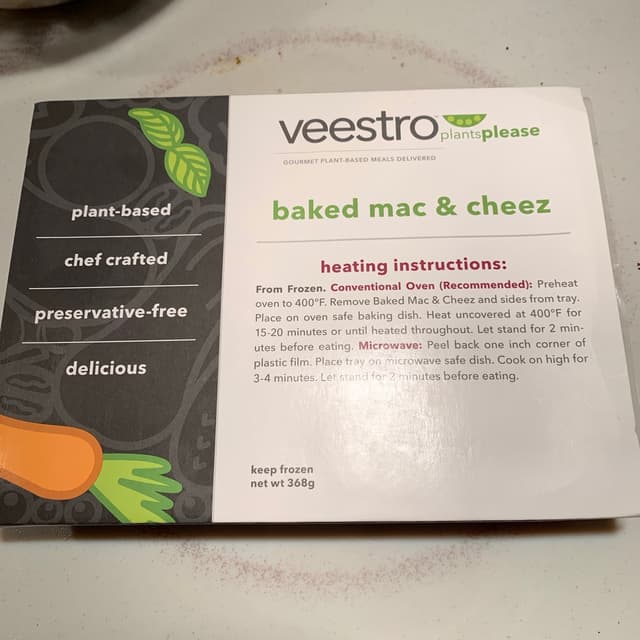 plant-based
chef crafted
preservative-free
delicious
veestro
plantsplease
GOURMET PLANT-BASED MEALS DELIVERED
baked mac & cheez
heating instructions:
From Frozen. Conventional Oven (Recommended): Preheat
oven to 400°F. Remove Baked Mac & Cheez and sides from tray.
Place on oven safe baking dish. Heat uncovered at 400°F for
15-20 minutes or until heated throughout. Let stand for 2 min-
utes before eating. Microwave: Peel back one inch corner of
plastic film. Place tray on microwave safe dish. Cook on high for
3-4 minutes. Let stand for 2 minutes before eating.
keep frozen
net wt 368g